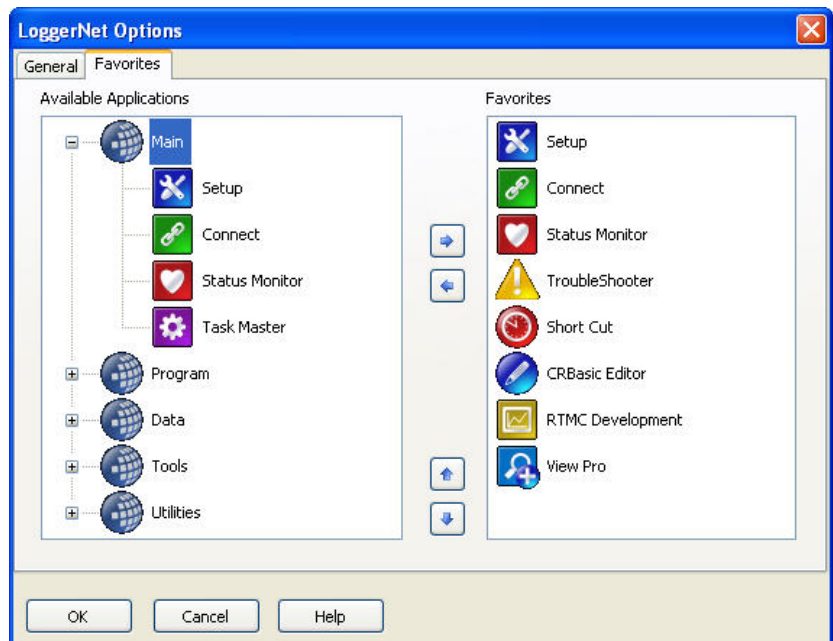 LoggerNet Options
General
Favorites
Available Applications
Main
Setup
Connect
Status Monitor
Task Master
Program
Data
Tools
Utilities
Favorites
Setup
Connect
Status Monitor
TroubleShooter
Short Cut
CRBasic Editor
RTMC Development
View Pro
OK
Cancel
Help